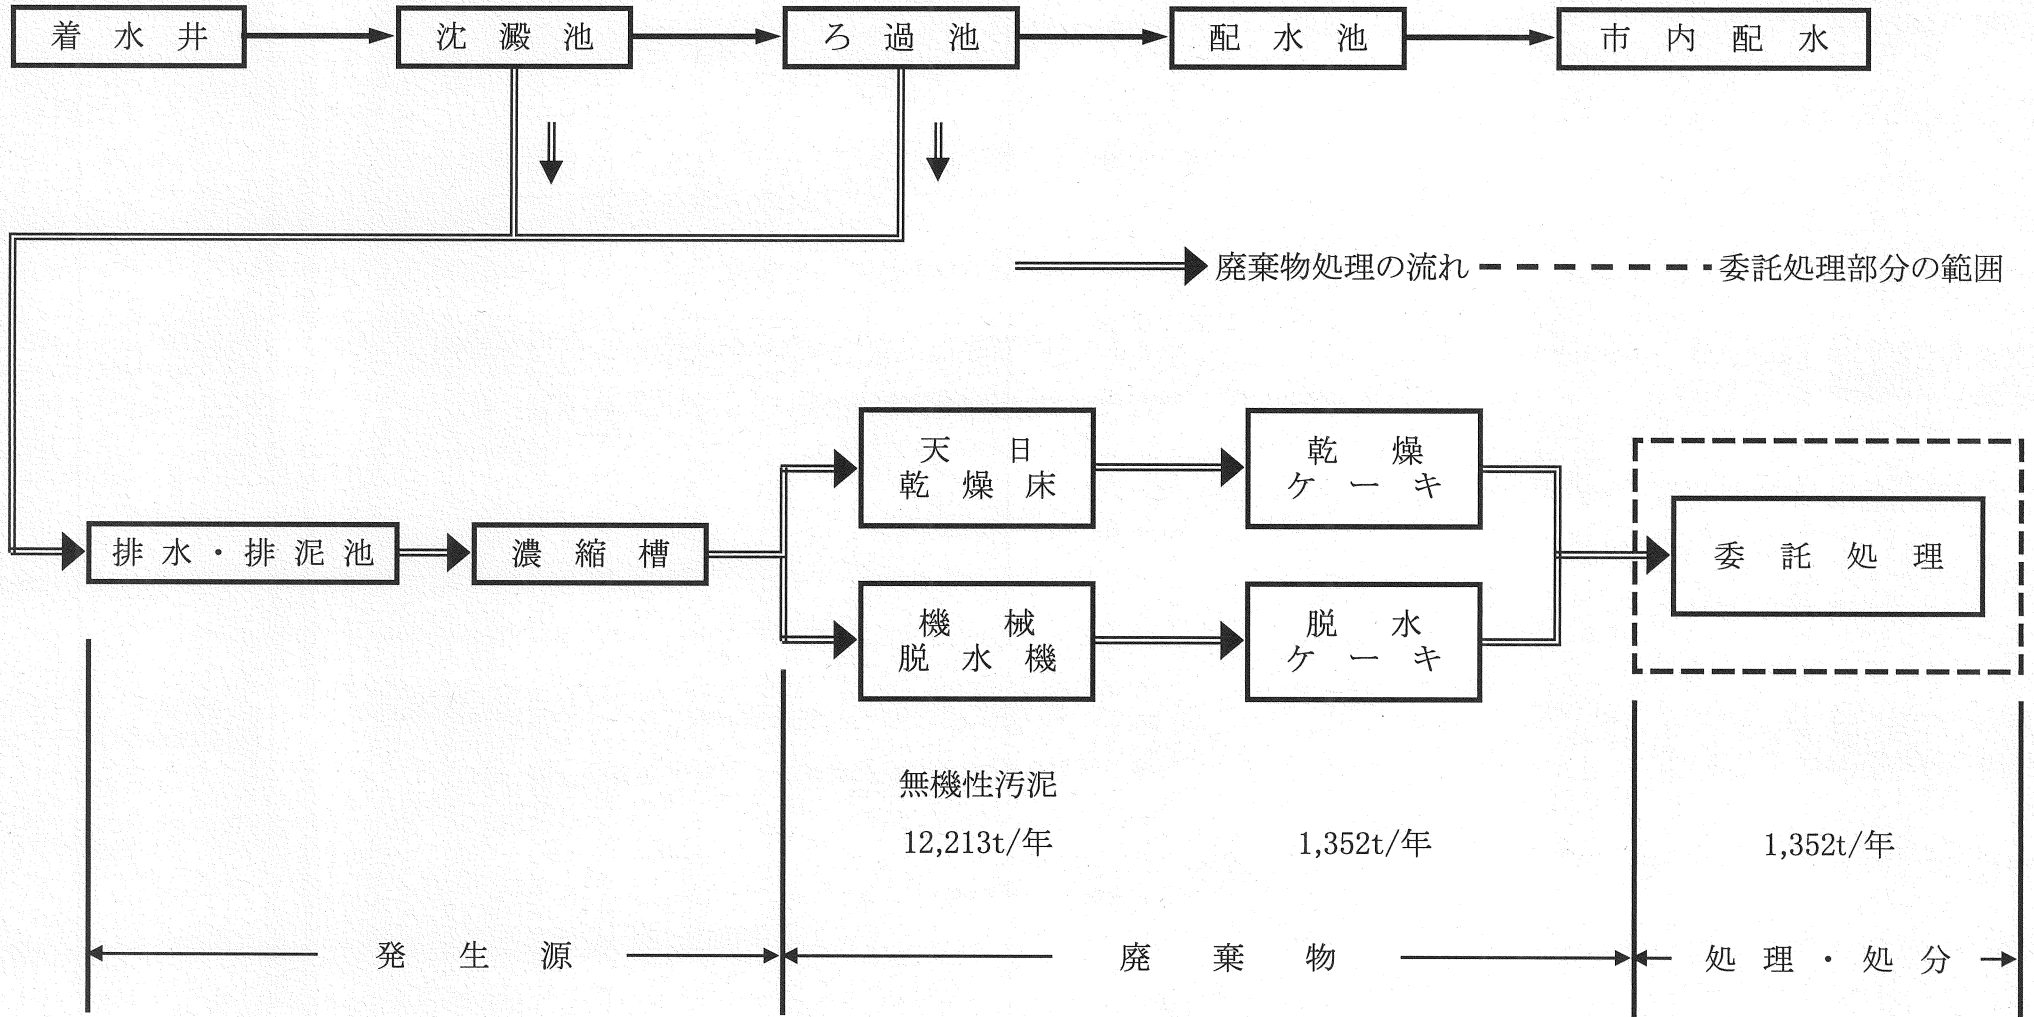 着水井
沈澱池
ろ過池
配水池
市内配水
廃棄物処理の流れ
委託処理部分の範囲
天日
乾燥床
乾燥
ケーキ
排水・排泥池
濃縮槽
委託処理
機械
脱水機
脱水
ケーキ
無機性汚泥
12,213t/年
1,352t/年
1,352t/年
発生源
廃棄物
処理・処分